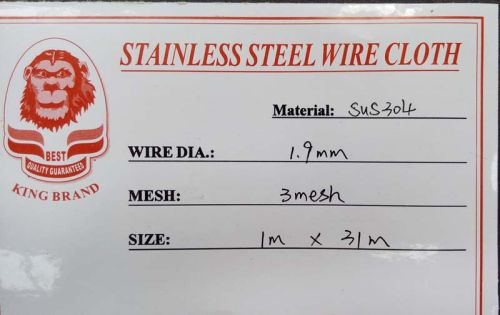 STAINLESS STEEL WIRE CLOTH
Material: SUS304
BEST
QUALITY GUARANTEES
KING BRAND
WIRE DIA.: 1.9mm
MESH: 3mesh
SIZE: 1m x 31m